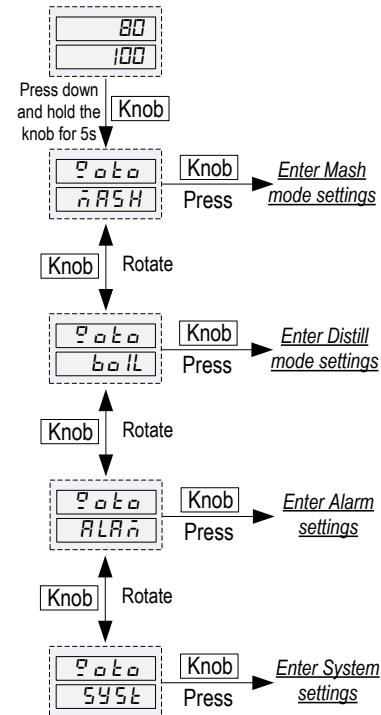 80
100
Press down
and hold the
knob for 5s
Knob
goto
MASH
Knob
Press
Enter Mash
mode settings
Knob
Rotate
goto
boIL
Knob
Press
Enter Distill
mode settings
Knob
Rotate
goto
ALAM
Knob
Press
Enter Alarm
settings
Knob
Rotate
goto
SYSt
Knob
Press
Enter System
settings